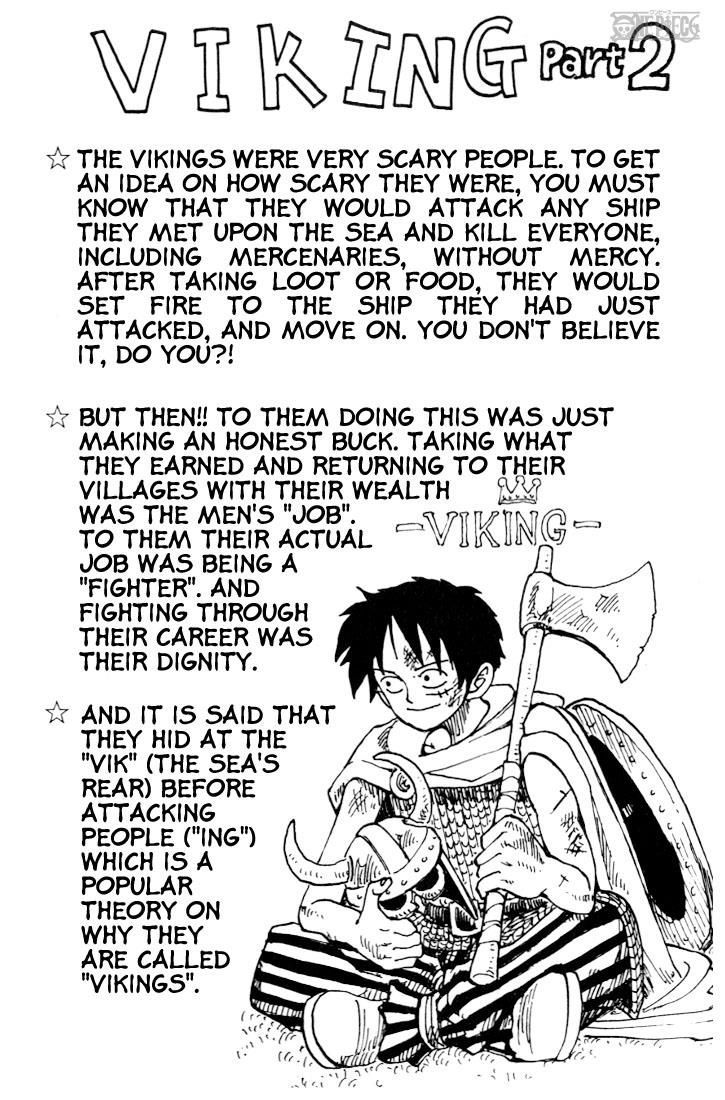 ONE PIECE
VIKING Part 2
☆ THE VIKINGS WERE VERY SCARY PEOPLE. TO GET
AN IDEA ON HOW SCARY THEY WERE, YOU MUST
KNOW THAT THEY WOULD ATTACK ANY SHIP
THEY MET UPON THE SEA AND KILL EVERYONE,
INCLUDING MERCENARIES, WITHOUT MERCY.
AFTER TAKING LOOT OR FOOD, THEY WOULD
SET FIRE TO THE SHIP THEY HAD JUST
ATTACKED, AND MOVE ON. YOU DON'T BELIEVE
IT, DO YOU?!
☆ BUT THEN!! TO THEM DOING THIS WAS JUST
MAKING AN HONEST BUCK. TAKING WHAT
THEY EARNED AND RETURNING TO THEIR
VILLAGES WITH THEIR WEALTH
WAS THE MEN'S "JOB".
TO THEM THEIR ACTUAL
JOB WAS BEING A
"FIGHTER". AND
FIGHTING THROUGH
THEIR CAREER WAS
THEIR DIGNITY.
-VIKING-
☆ AND IT IS SAID THAT
THEY HID AT THE
"VIK" (THE SEA'S
REAR) BEFORE
ATTACKING
PEOPLE ("ING")
WHICH IS A
POPULAR
THEORY ON
WHY THEY
ARE CALLED
"VIKINGS".